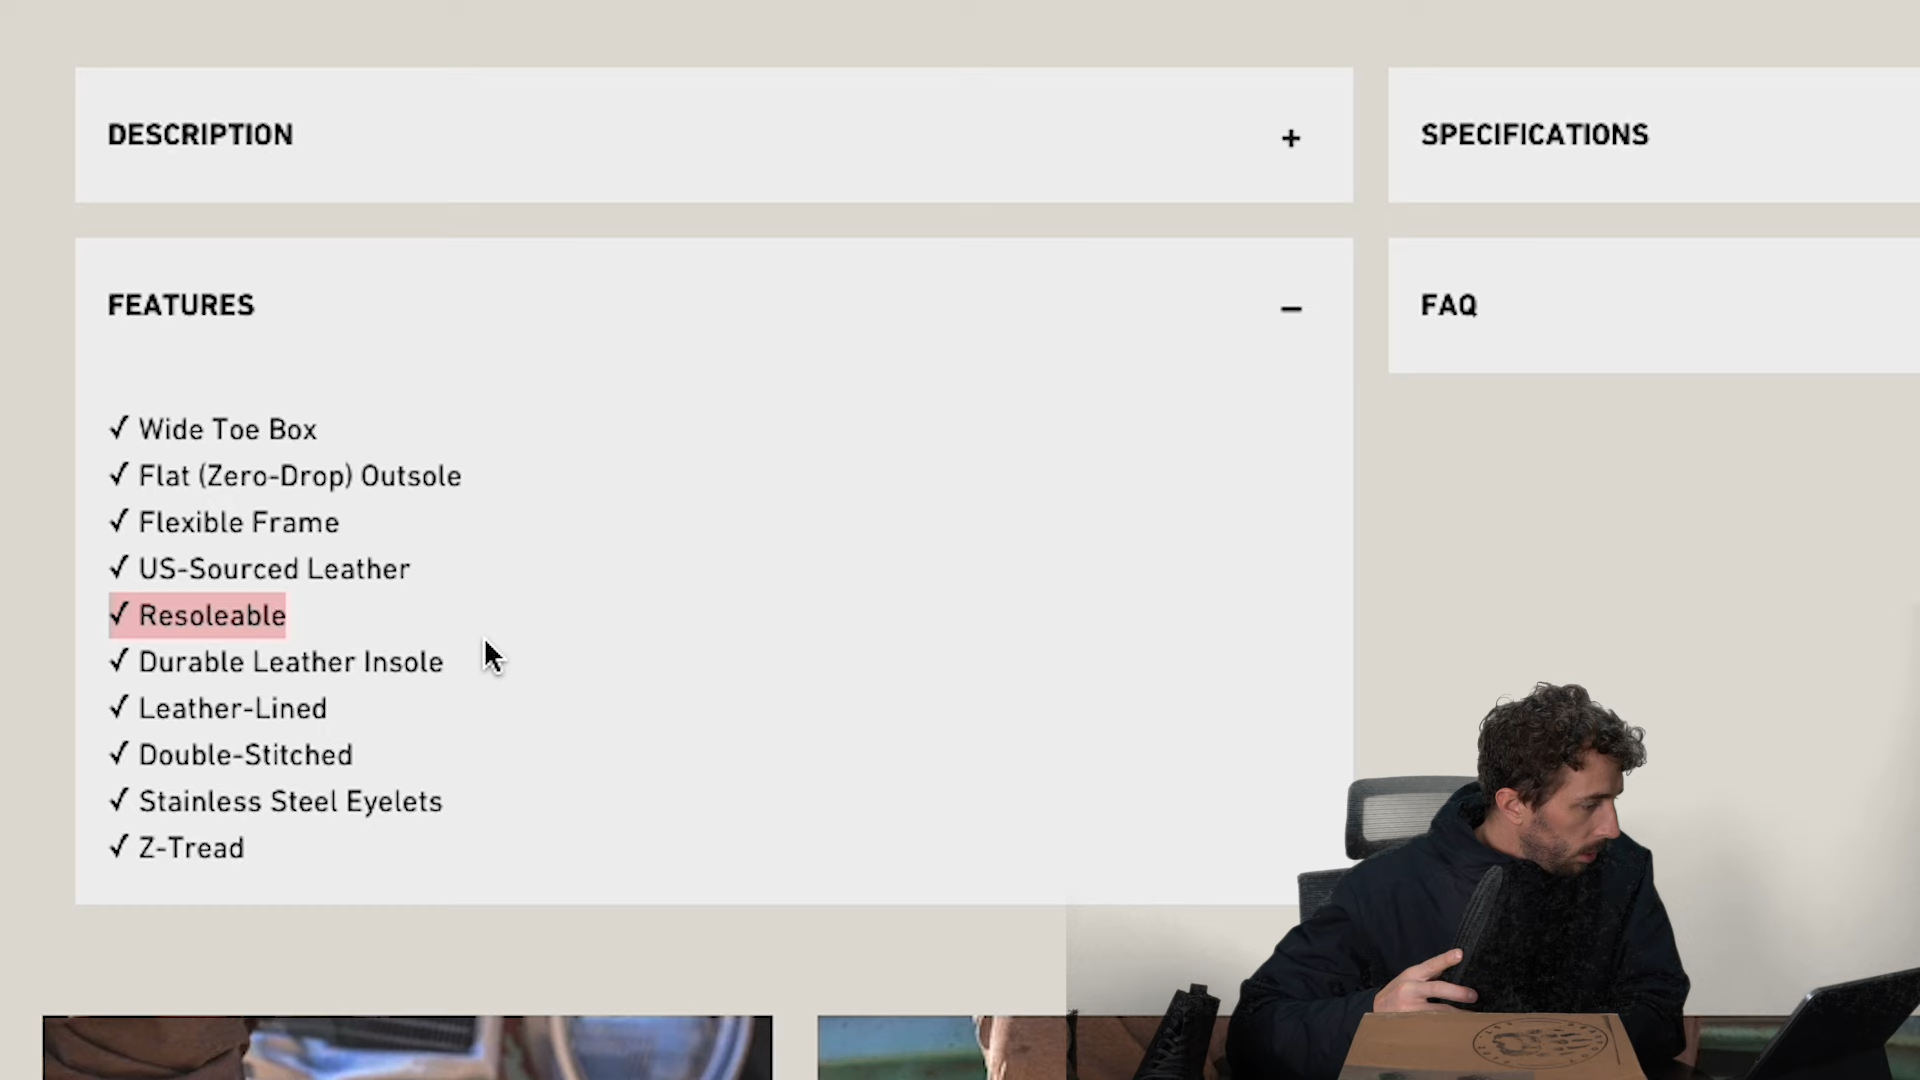 DESCRIPTION
+
SPECIFICATIONS
FEATURES
–
FAQ
✓ Wide Toe Box
✓ Flat (Zero-Drop) Outsole
✓ Flexible Frame
✓ US-Sourced Leather
✓ Resoleable
✓ Durable Leather Insole
✓ Leather-Lined
✓ Double-Stitched
✓ Stainless Steel Eyelets
✓ Z-Tread